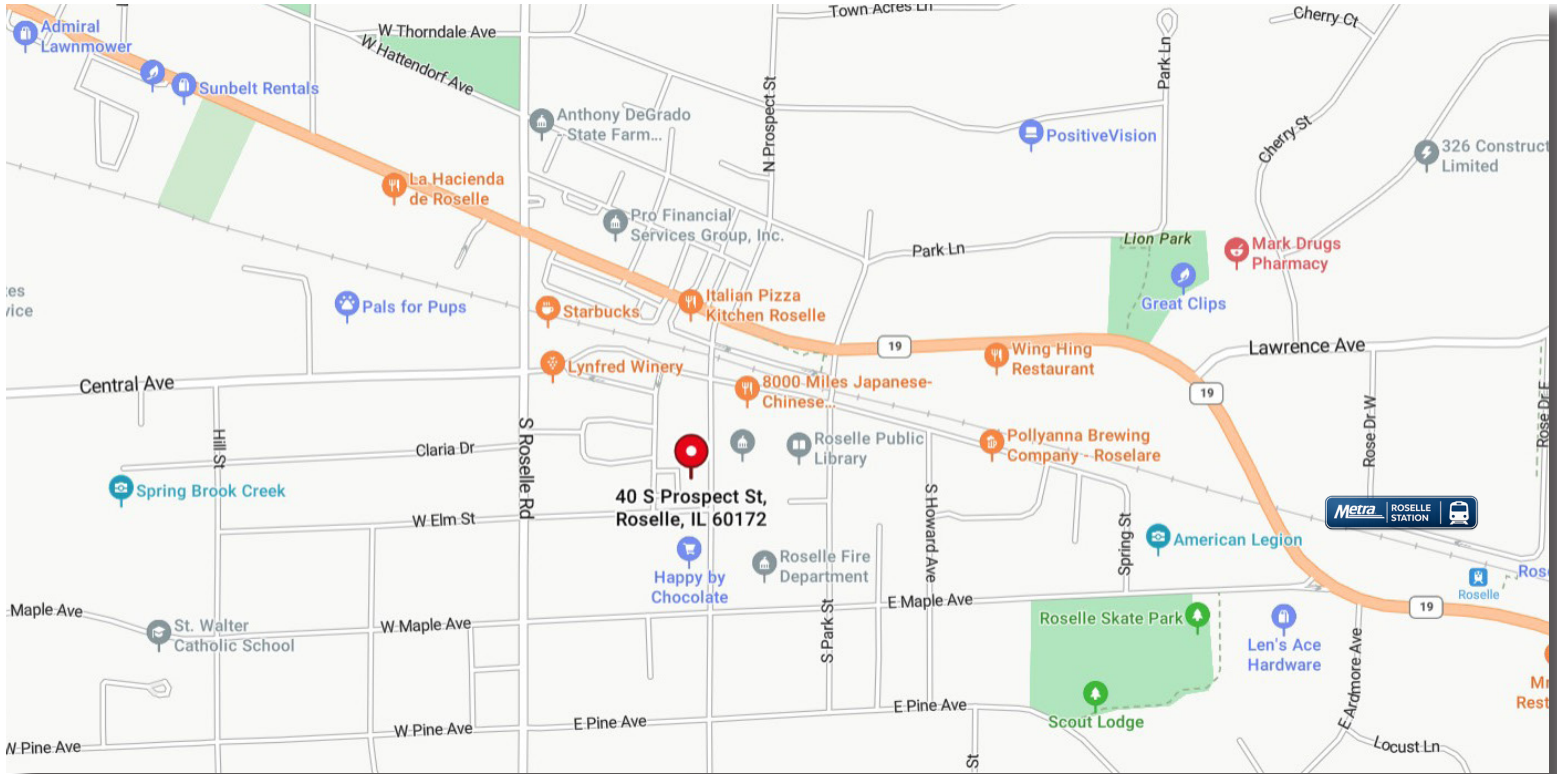 Town Acres Ln
Cherry Ct
Admiral
Lawnmower
W Thorndale Ave
W Hattendorf Ave
Park Ln
Sunbelt Rentals
N Prospect St
Anthony DeGrado
- State Farm...
PositiveVision
Cherry St
326 Construct
Limited
La Hacienda
de Roselle
Pro Financial
Services Group, Inc.
Park Ln
Lion Park
Mark Drugs
Pharmacy
Great Clips
Pals for Pups
Starbucks
Italian Pizza
Kitchen Roselle
19
Wing Hing
Restaurant
Lawrence Ave
Lynfred Winery
Central Ave
8000 Miles Japanese-
Chinese...
19
Rose Dr W
Rose Dr E
Hill St
Claria Dr
S Roselle Rd
Roselle Public
Library
Pollyanna Brewing
Company - Roselare
Spring Brook Creek
40 S Prospect St,
Roselle, IL 60172
W Elm St
S Howard Ave
Spring St
Metra
ROSELLE
STATION
American Legion
Happy by
Chocolate
Roselle Fire
Department
Roselle
Maple Ave
E Maple Ave
19
St. Walter
Catholic School
W Maple Ave
S Park St
Roselle Skate Park
Len's Ace
Hardware
E Ardmore Ave
Scout Lodge
W Pine Ave
W Pine Ave
E Pine Ave
E Pine Ave
St
Locust Ln